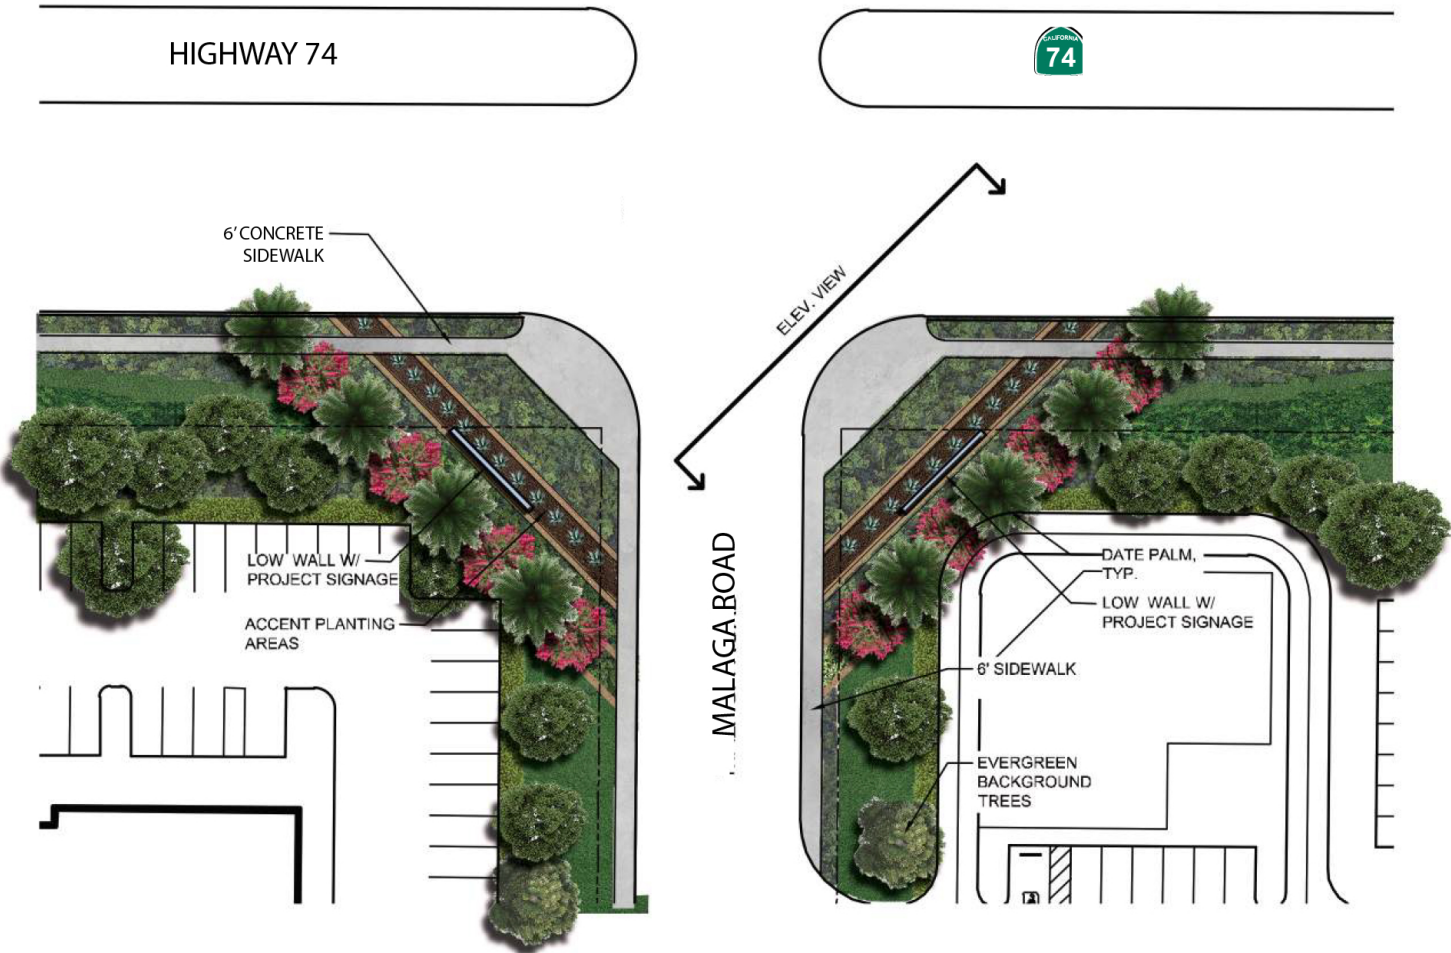 HIGHWAY 74
CALIFORNIA
74
6' CONCRETE
SIDEWALK
ELEV. VIEW
LOW WALL W/
PROJECT SIGNAGE
ACCENT PLANTING
AREAS
MALAGA ROAD
DATE PALM,
TYP.
LOW WALL W/
PROJECT SIGNAGE
6' SIDEWALK
EVERGREEN
BACKGROUND
TREES